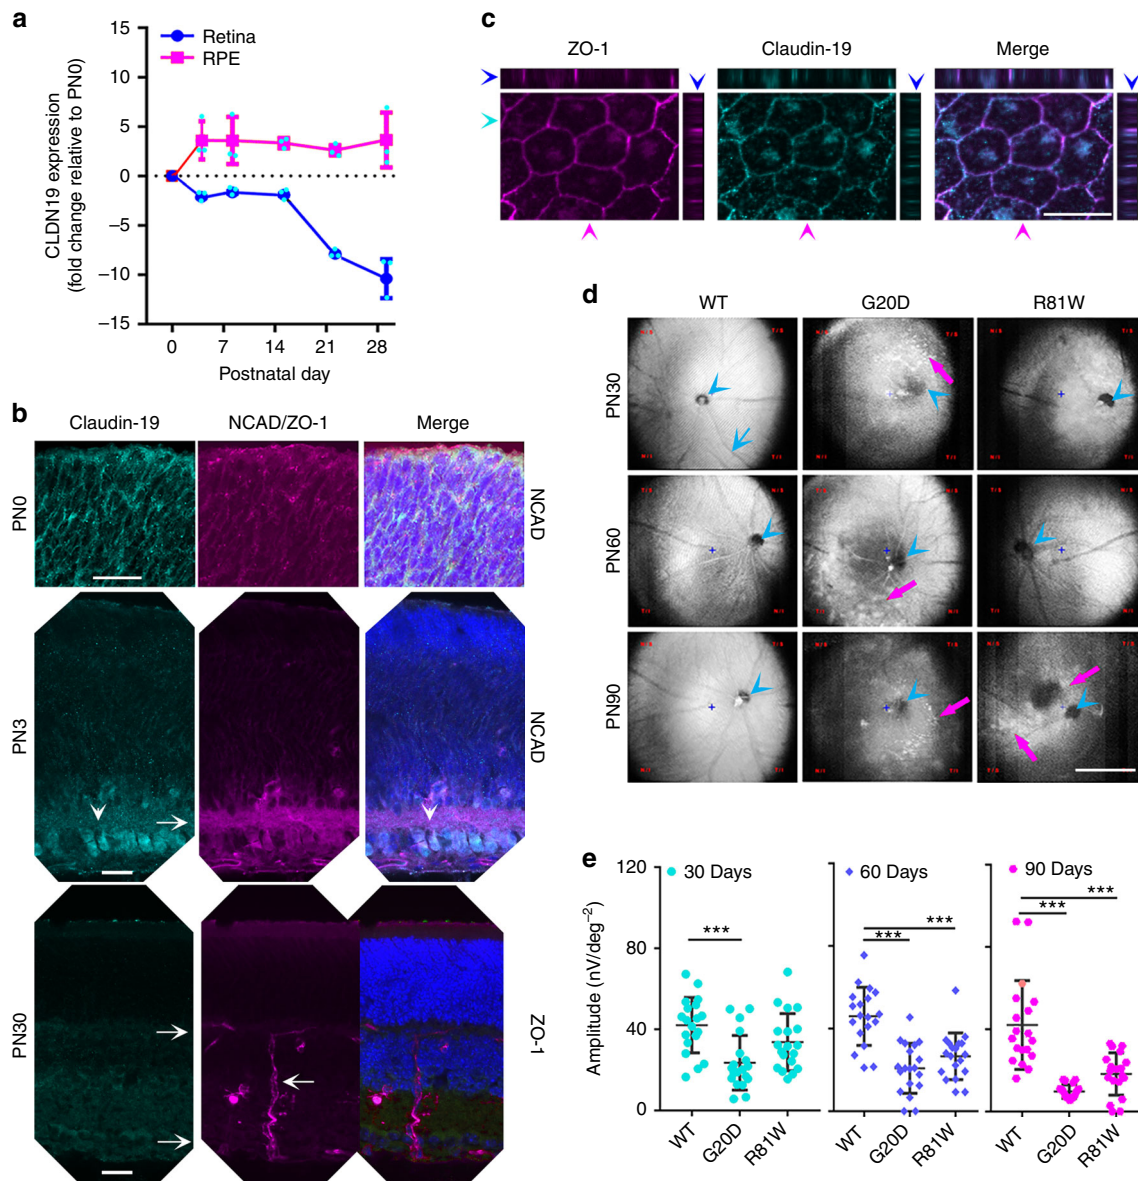 a
15
10
5
0
−5
−10
−15
CLDN19 expression
(fold change relative to PN0)
Retina
RPE
0 7 14 21 28
Postnatal day
b
Claudin-19 NCAD/ZO-1 Merge
PN0
NCAD
PN3
NCAD
PN30
ZO-1
c
ZO-1 Claudin-19 Merge
d
WT G20D R81W
PN30
PN60
PN90
e
120
80
40
0
Amplitude (nV/deg−2)
30 Days
***
WT G20D R81W
60 Days
***
***
WT G20D R81W
90 Days
***
***
WT G20D R81W